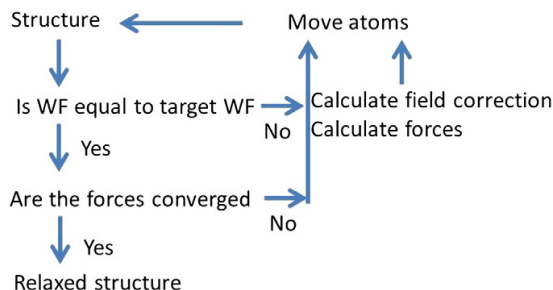 Structure
Move atoms
Is WF equal to target WF
No
Calculate field correction
Calculate forces
Yes
Are the forces converged
No
Yes
Relaxed structure